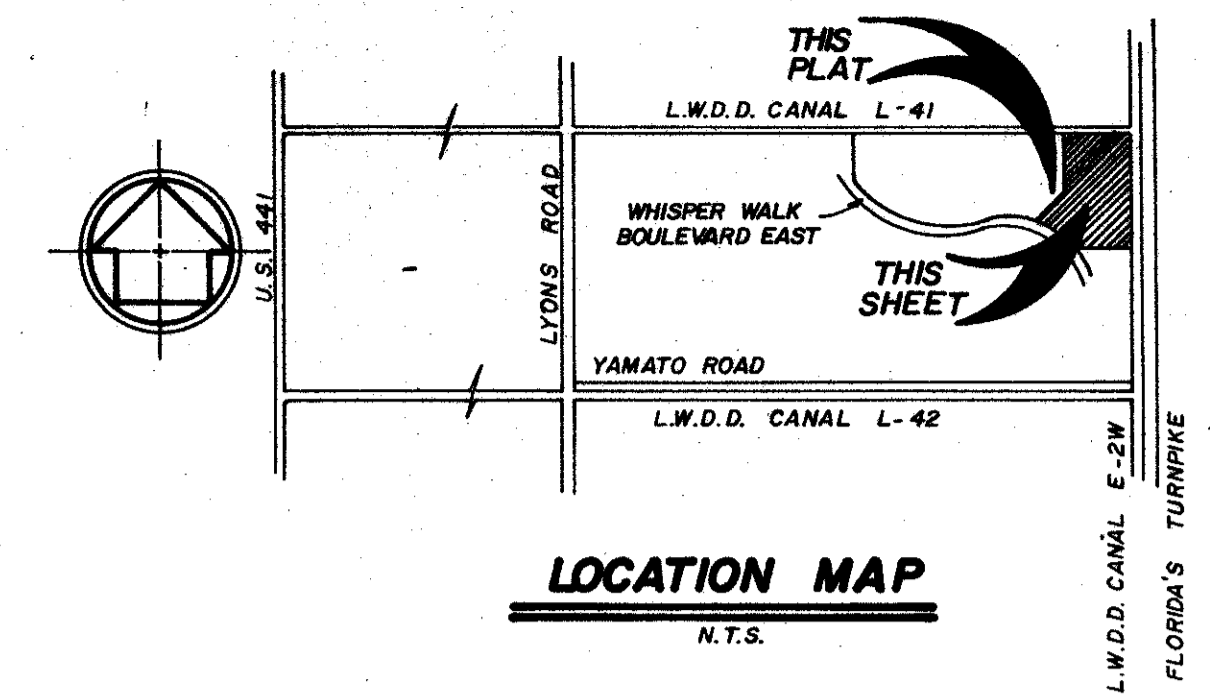 THIS
PLAT
L.W.D.D. CANAL L-41
U.S. 441
LYONS ROAD
WHISPER WALK
BOULEVARD EAST
THIS
SHEET
YAMATO ROAD
L.W.D.D. CANAL L-42
L.W.D.D. CANAL E-2W
FLORIDA'S TURNPIKE
LOCATION MAP
N.T.S.